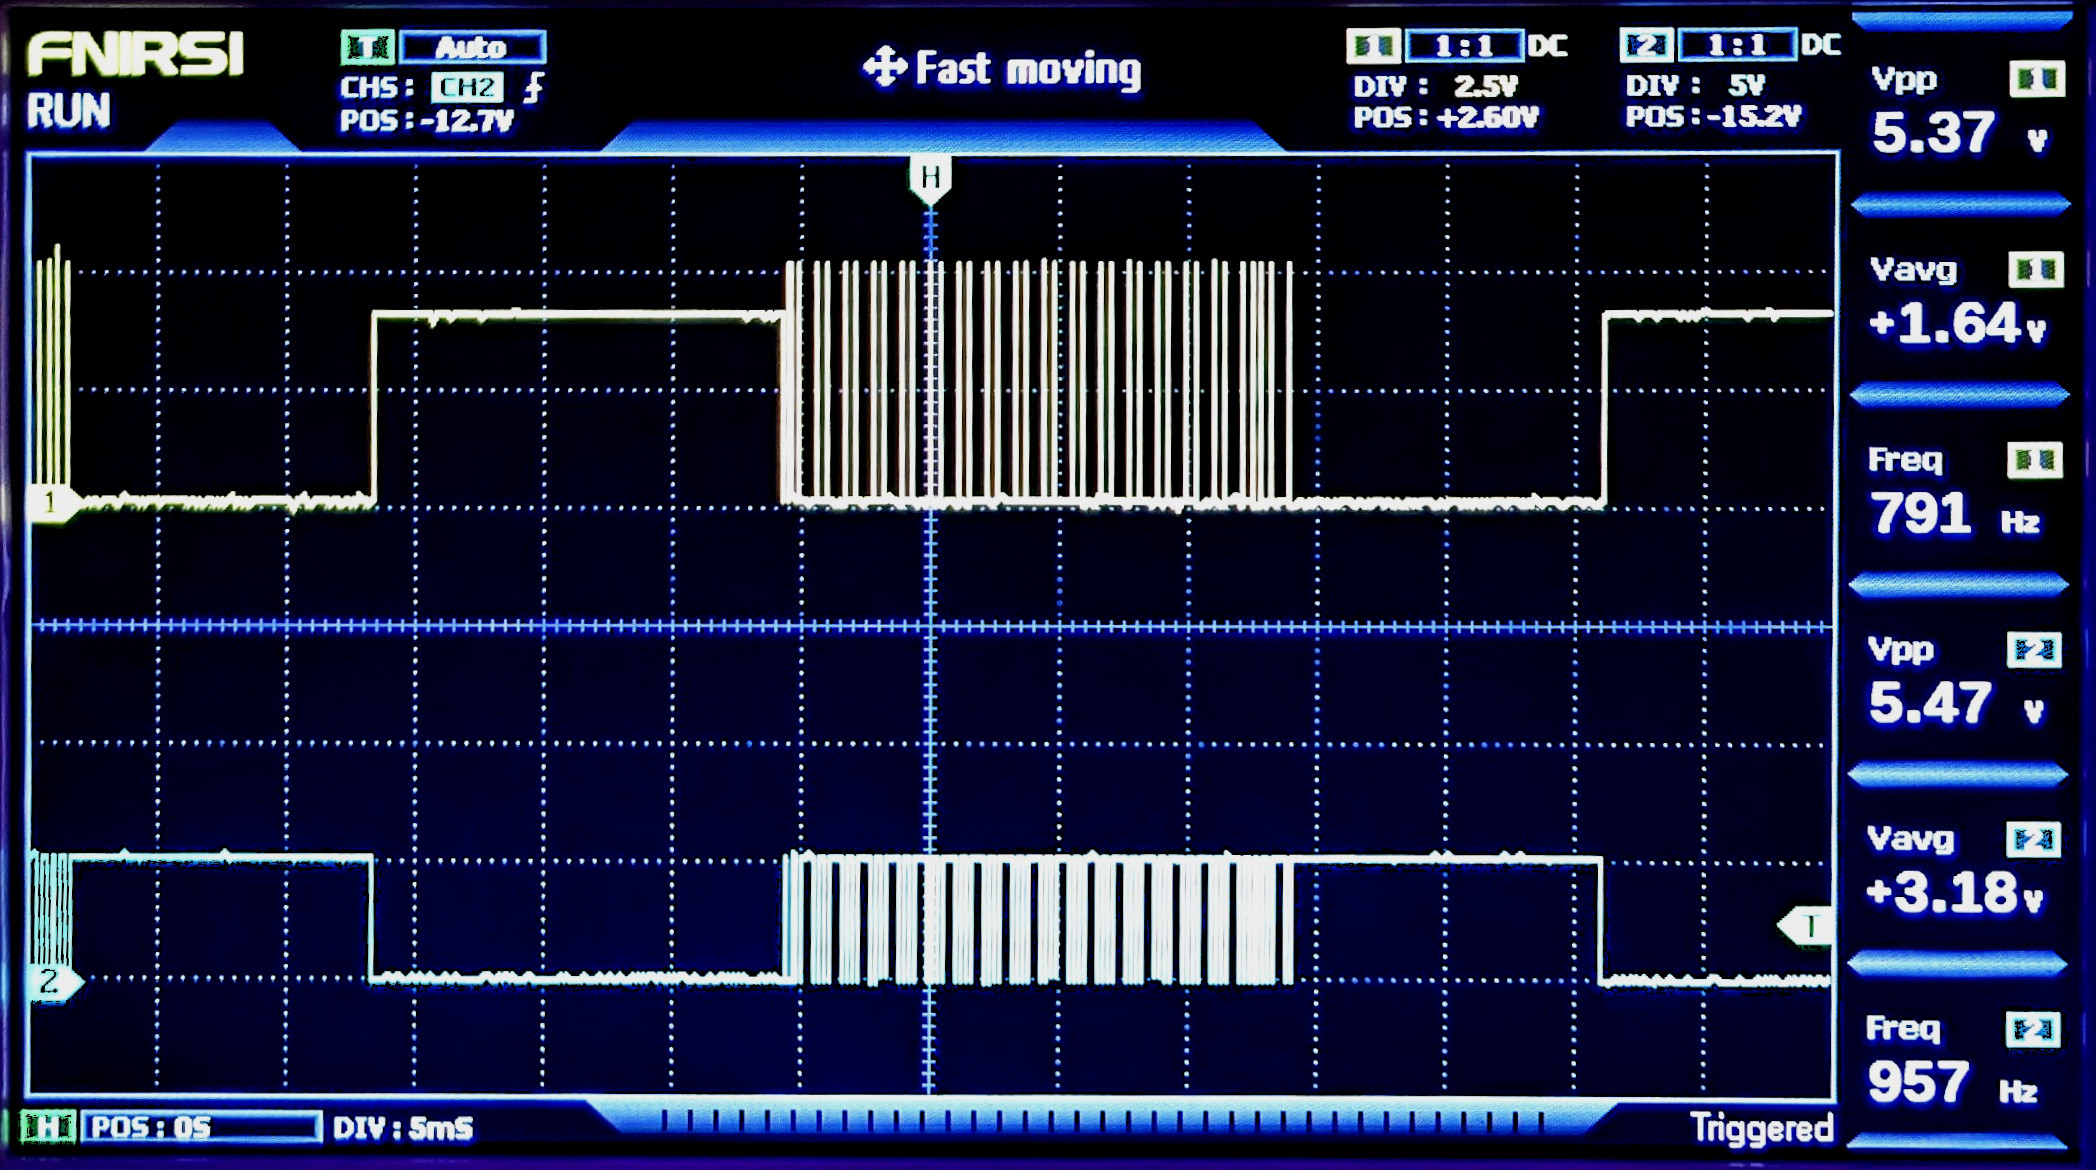 FNIRSI
RUN
T Auto
CHS: CH2
POS:-12.7V
Fast moving
1 1:1 DC
DIV: 2.5V
POS:+2.60V
2 1:1 DC
DIV: 5V
POS:-15.2V
H
1
2
T
Vpp 1
5.37 V
Vavg 1
+1.64V
Freq 1
791 Hz
Vpp 2
5.47 V
Vavg 2
+3.18V
Freq 2
957 Hz
H POS:0S DIV:5mS
Triggered